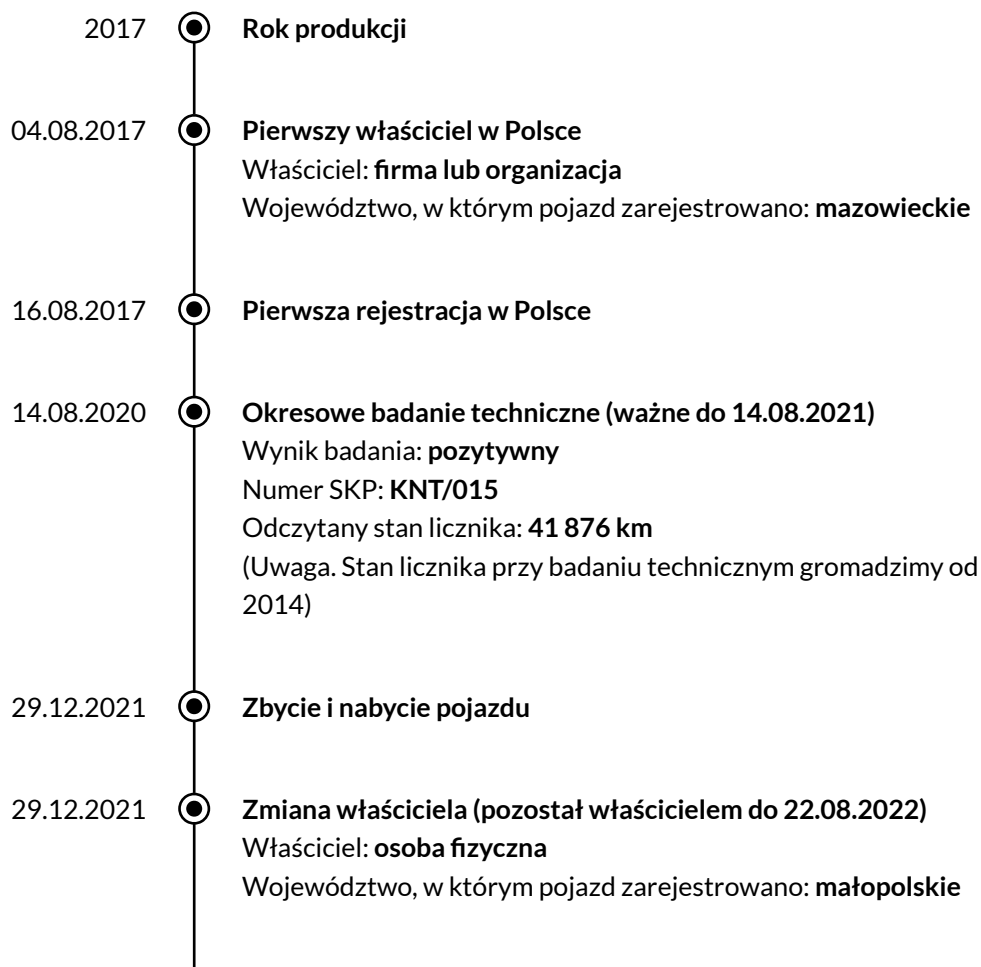 2017 Rok produkcji
04.08.2017 Pierwszy właściciel w Polsce
Właściciel: firma lub organizacja
Województwo, w którym pojazd zarejestrowano: mazowieckie
16.08.2017 Pierwsza rejestracja w Polsce
14.08.2020 Okresowe badanie techniczne (ważne do 14.08.2021)
Wynik badania: pozytywny
Numer SKP: KNT/015
Odczytany stan licznika: 41 876 km
(Uwaga. Stan licznika przy badaniu technicznym gromadzimy od
2014)
29.12.2021 Zbycie i nabycie pojazdu
29.12.2021 Zmiana właściciela (pozostał właścicielem do 22.08.2022)
Właściciel: osoba fizyczna
Województwo, w którym pojazd zarejestrowano: małopolskie